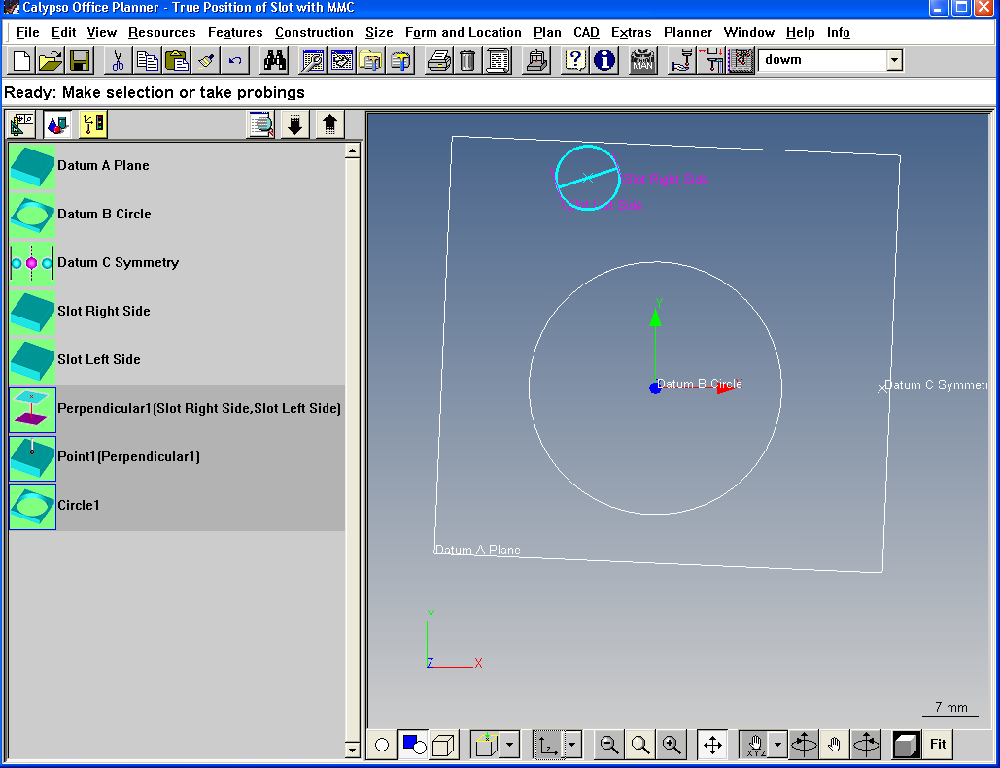 Calypso Office Planner - True Position of Slot with MMC
File Edit View Resources Features Construction Size Form and Location Plan CAD Extras Planner Window Help Info
MAN
dowm
Ready: Make selection or take probings
Datum A Plane
Datum B Circle
Datum C Symmetry
Slot Right Side
Slot Left Side
Perpendicular1(Slot Right Side,Slot Left Side)
Point1(Perpendicular1)
Circle1
Slot Right Side
Side
Y
Datum B Circle
Datum C Symmetr
Datum A Plane
Y
Z X
7 mm
XYZ
Fit